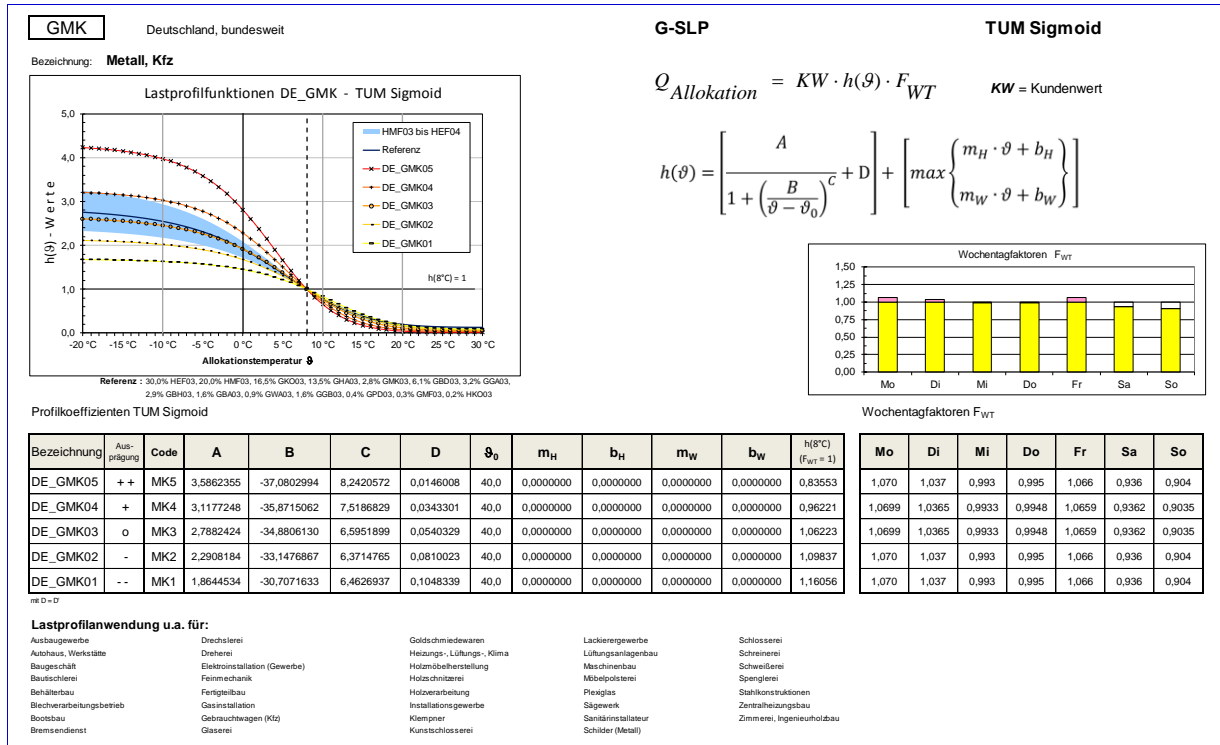 GMK Deutschland, bundesweit G-SLP TUM Sigmoid
Bezeichnung: Metall, Kfz
Q_Allokation = KW · h(ϑ) · F_WT KW = Kundenwert
h(ϑ) = [ A / (1 + (B / (ϑ − ϑ₀))^C) + D ] + [ max { m_H · ϑ + b_H ; m_W · ϑ + b_W } ]
Lastprofilfunktionen DE_GMK - TUM Sigmoid
h(ϑ) - Werte
5,0
4,0
3,0
2,0
1,0
0,0
-20 °C -15 °C -10 °C -5 °C 0 °C 5 °C 10 °C 15 °C 20 °C 25 °C 30 °C
Allokationstemperatur ϑ
HMF03 bis HEF04
Referenz
DE_GMK05
DE_GMK04
DE_GMK03
DE_GMK02
DE_GMK01
h(8°C) = 1
Referenz : 30,0% HEF03, 20,0% HMF03, 16,5% GKO03, 13,5% GHA03, 2,8% GMK03, 6,1% GBD03, 3,2% GGA03,
2,9% GBH03, 1,6% GBA03, 0,9% GWA03, 1,6% GGB03, 0,4% GPD03, 0,3% GMF03, 0,2% HKO03
Wochentagfaktoren F_WT
1,50
1,25
1,00
0,75
0,50
0,25
0,00
Mo Di Mi Do Fr Sa So
Profilkoeffizienten TUM Sigmoid
Bezeichnung Aus-prägung Code A B C D ϑ₀ m_H b_H m_W b_W h(8°C) (F_WT = 1)
DE_GMK05 + + MK5 3,5862355 -37,0802994 8,2420572 0,0146008 40,0 0,0000000 0,0000000 0,0000000 0,0000000 0,83553
DE_GMK04 + MK4 3,1177248 -35,8715062 7,5186829 0,0343301 40,0 0,0000000 0,0000000 0,0000000 0,0000000 0,96221
DE_GMK03 o MK3 2,7882424 -34,8806130 6,5951899 0,0540329 40,0 0,0000000 0,0000000 0,0000000 0,0000000 1,06223
DE_GMK02 - MK2 2,2908184 -33,1476867 6,3714765 0,0810023 40,0 0,0000000 0,0000000 0,0000000 0,0000000 1,09837
DE_GMK01 - - MK1 1,8644534 -30,7071633 6,4626937 0,1048339 40,0 0,0000000 0,0000000 0,0000000 0,0000000 1,16056
mit D = D'
Wochentagfaktoren F_WT
Mo Di Mi Do Fr Sa So
1,070 1,037 0,993 0,995 1,066 0,936 0,904
1,0699 1,0365 0,9933 0,9948 1,0659 0,9362 0,9035
1,0699 1,0365 0,9933 0,9948 1,0659 0,9362 0,9035
1,070 1,037 0,993 0,995 1,066 0,936 0,904
1,070 1,037 0,993 0,995 1,066 0,936 0,904
Lastprofilanwendung u.a. für:
Ausbaugewerbe
Autohaus, Werkstätte
Baugeschäft
Bautischlerei
Behälterbau
Blechverarbeitungsbetrieb
Bootsbau
Bremsendienst
Drechslerei
Dreherei
Elektroinstallation (Gewerbe)
Feinmechanik
Fertigteilbau
Gasinstallation
Gebrauchtwagen (Kfz)
Glaserei
Goldschmiedewaren
Heizungs-, Lüftungs-, Klima
Holzmöbelherstellung
Holzschnitzerei
Holzverarbeitung
Installationsgewerbe
Klempner
Kunstschlosserei
Lackierergewerbe
Lüftungsanlagenbau
Maschinenbau
Möbelpolsterei
Plexiglas
Sägewerk
Sanitärinstallateur
Schilder (Metall)
Schlosserei
Schreinerei
Schweißerei
Spenglerei
Stahlkonstruktionen
Zentralheizungsbau
Zimmerei, Ingenieurholzbau